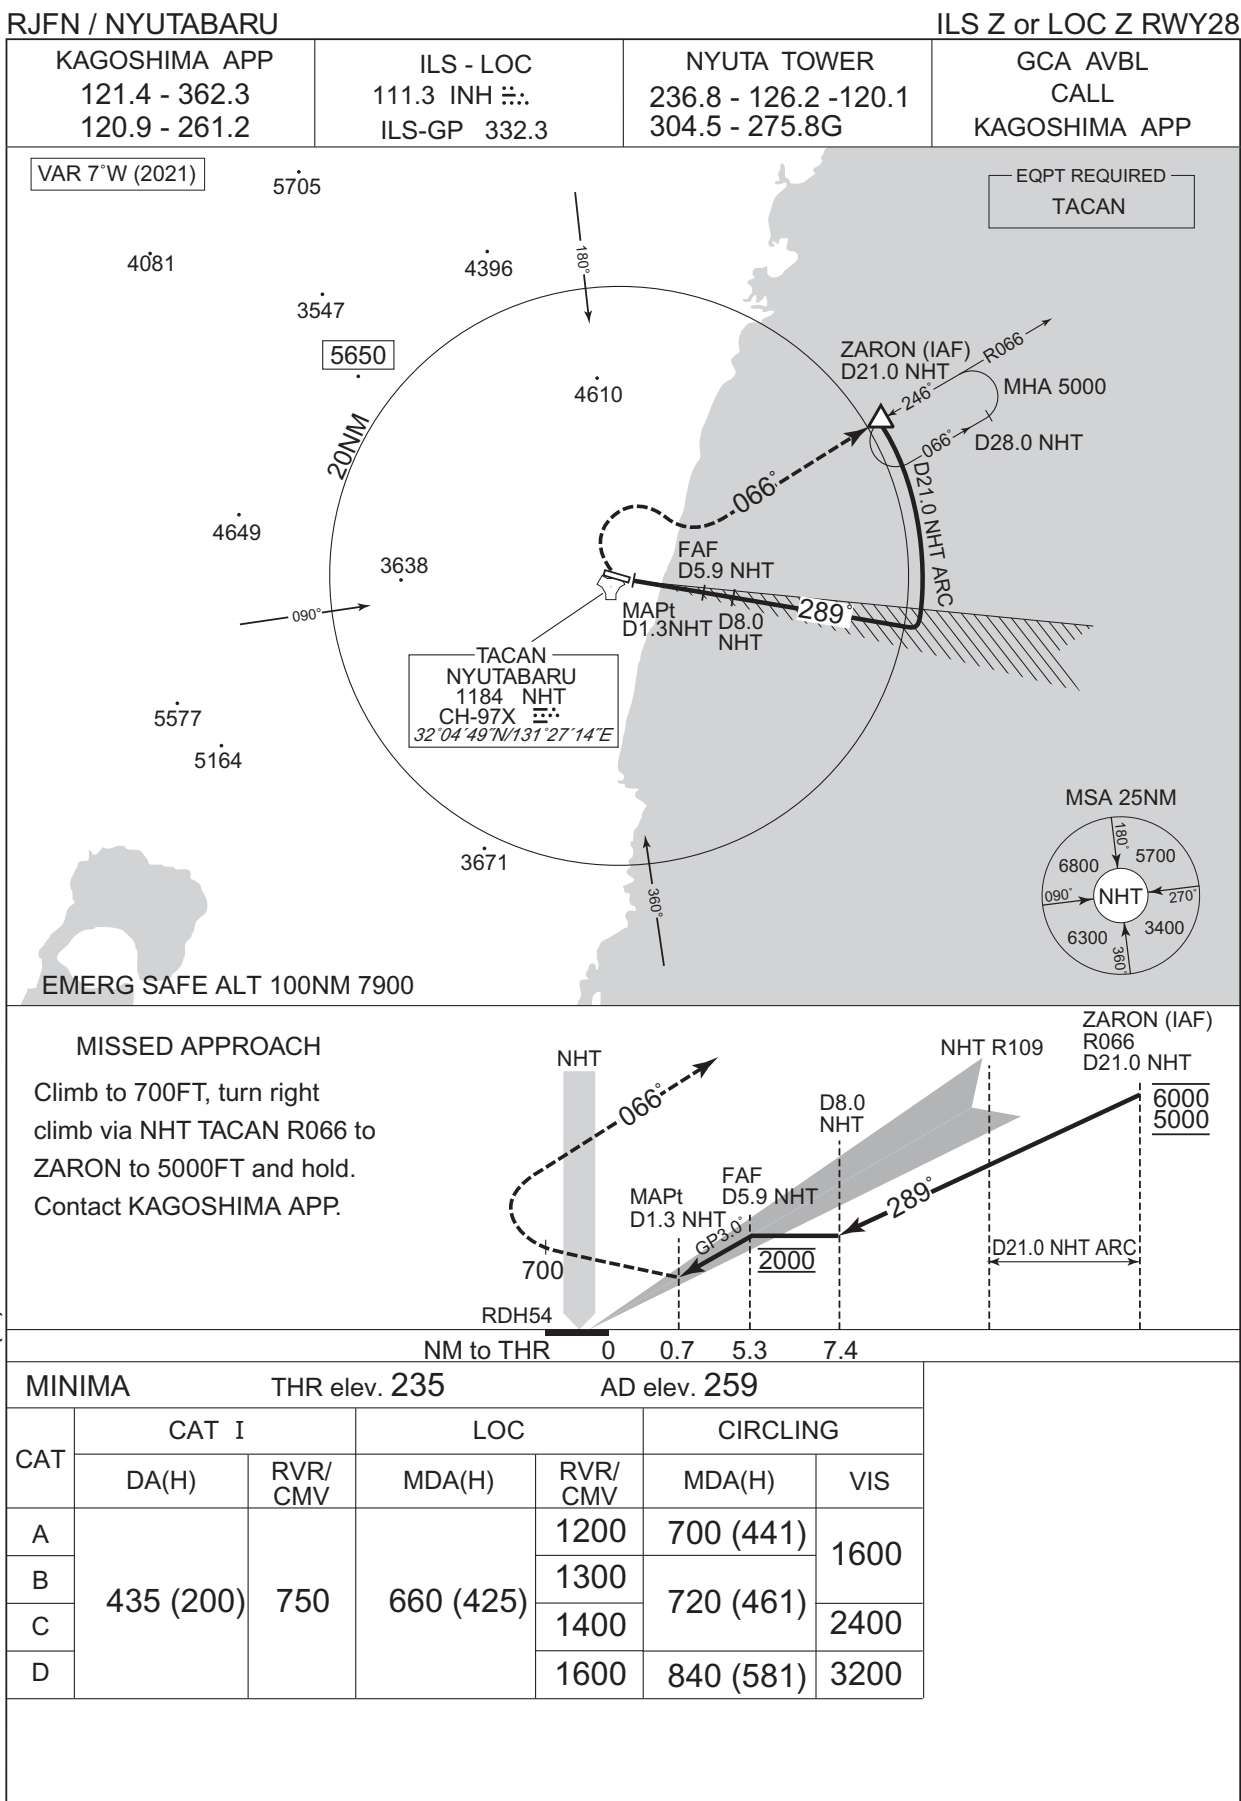 RJFN / NYUTABARU
ILS Z or LOC Z RWY28
KAGOSHIMA APP
121.4 - 362.3
120.9 - 261.2
ILS - LOC
111.3 INH
ILS-GP 332.3
NYUTA TOWER
236.8 - 126.2 -120.1
304.5 - 275.8G
GCA AVBL
CALL
KAGOSHIMA APP
VAR 7°W (2021)
EQPT REQUIRED
TACAN
5705
4081
4396
180°
3547
5650
4610
20NM
ZARON (IAF)
D21.0 NHT
R066
246°
MHA 5000
066°
D28.0 NHT
D21.0 NHT ARC
066°
4649
3638
FAF
D5.9 NHT
090°
MAPt
D1.3NHT
D8.0
NHT
289°
TACAN
NYUTABARU
1184 NHT
CH-97X
32°04´49˝N/131°27´14˝E
5577
5164
3671
360°
MSA 25NM
180°
6800
5700
090°
NHT
270°
6300
3400
360°
EMERG SAFE ALT 100NM 7900
MISSED APPROACH
Climb to 700FT, turn right
climb via NHT TACAN R066 to
ZARON to 5000FT and hold.
Contact KAGOSHIMA APP.
NHT
066°
NHT R109
ZARON (IAF)
R066
D21.0 NHT
6000
5000
D8.0
NHT
FAF
D5.9 NHT
MAPt
D1.3 NHT
GP3.0°
289°
2000
D21.0 NHT ARC
700
RDH54
NM to THR 0 0.7 5.3 7.4
MINIMA THR elev. 235 AD elev. 259
CAT CAT I LOC CIRCLING
DA(H) RVR/CMV MDA(H) RVR/CMV MDA(H) VIS
A 435 (200) 750 660 (425) 1200 700 (441) 1600
B 1300 720 (461)
C 1400 2400
D 1600 840 (581) 3200